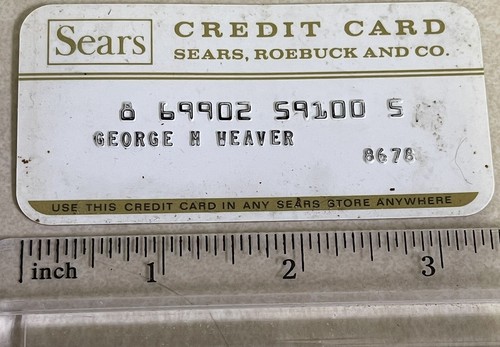 Sears
CREDIT CARD
SEARS, ROEBUCK AND CO.
8 69902 59100 5
GEORGE H WEAVER
8678
USE THIS CREDIT CARD IN ANY SEARS STORE ANYWHERE
inch 1 2 3